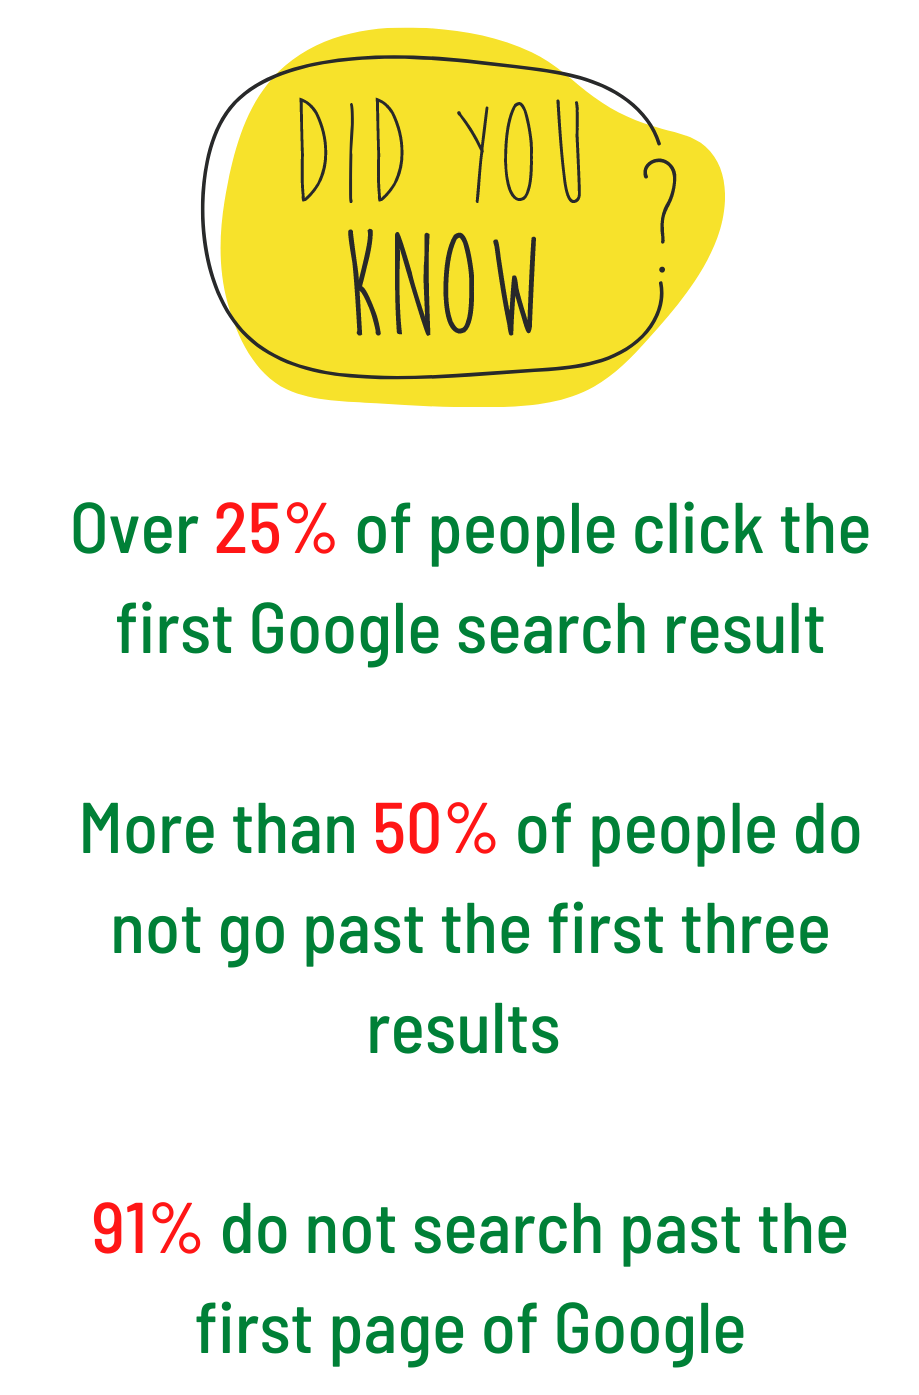 DID YOU
KNOW
?
Over 25% of people click the
first Google search result
More than 50% of people do
not go past the first three
results
91% do not search past the
first page of Google